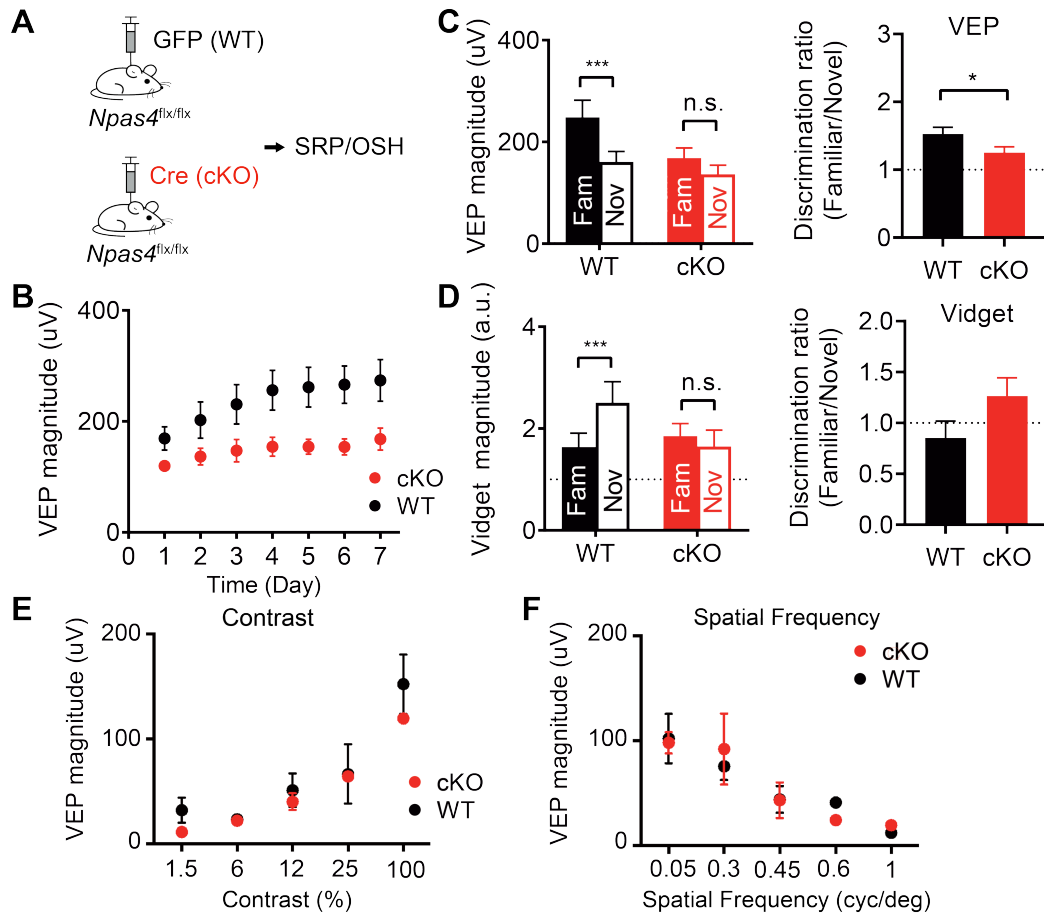 A
GFP (WT)
Npas4flx/flx
Cre (cKO)
Npas4flx/flx
SRP/OSH
B
VEP magnitude (uV)
400
200
0
0 1 2 3 4 5 6 7
Time (Day)
cKO
WT
C
VEP magnitude (uV)
400
200
0
***
n.s.
Fam
Nov
Fam
Nov
WT
cKO
VEP
Discrimination ratio
(Familiar/Novel)
3
2
1
0
*
WT
cKO
D
Vidget magnitude (a.u.)
4
2
0
***
n.s.
Fam
Nov
Fam
Nov
WT
cKO
Vidget
Discrimination ratio
(Familiar/Novel)
2.0
1.5
1.0
0.5
0.0
WT
cKO
E
Contrast
VEP magnitude (uV)
200
100
0
1.5 6 12 25 100
Contrast (%)
cKO
WT
F
Spatial Frequency
VEP magnitude (uV)
200
100
0
0.05 0.3 0.45 0.6 1
Spatial Frequency (cyc/deg)
cKO
WT